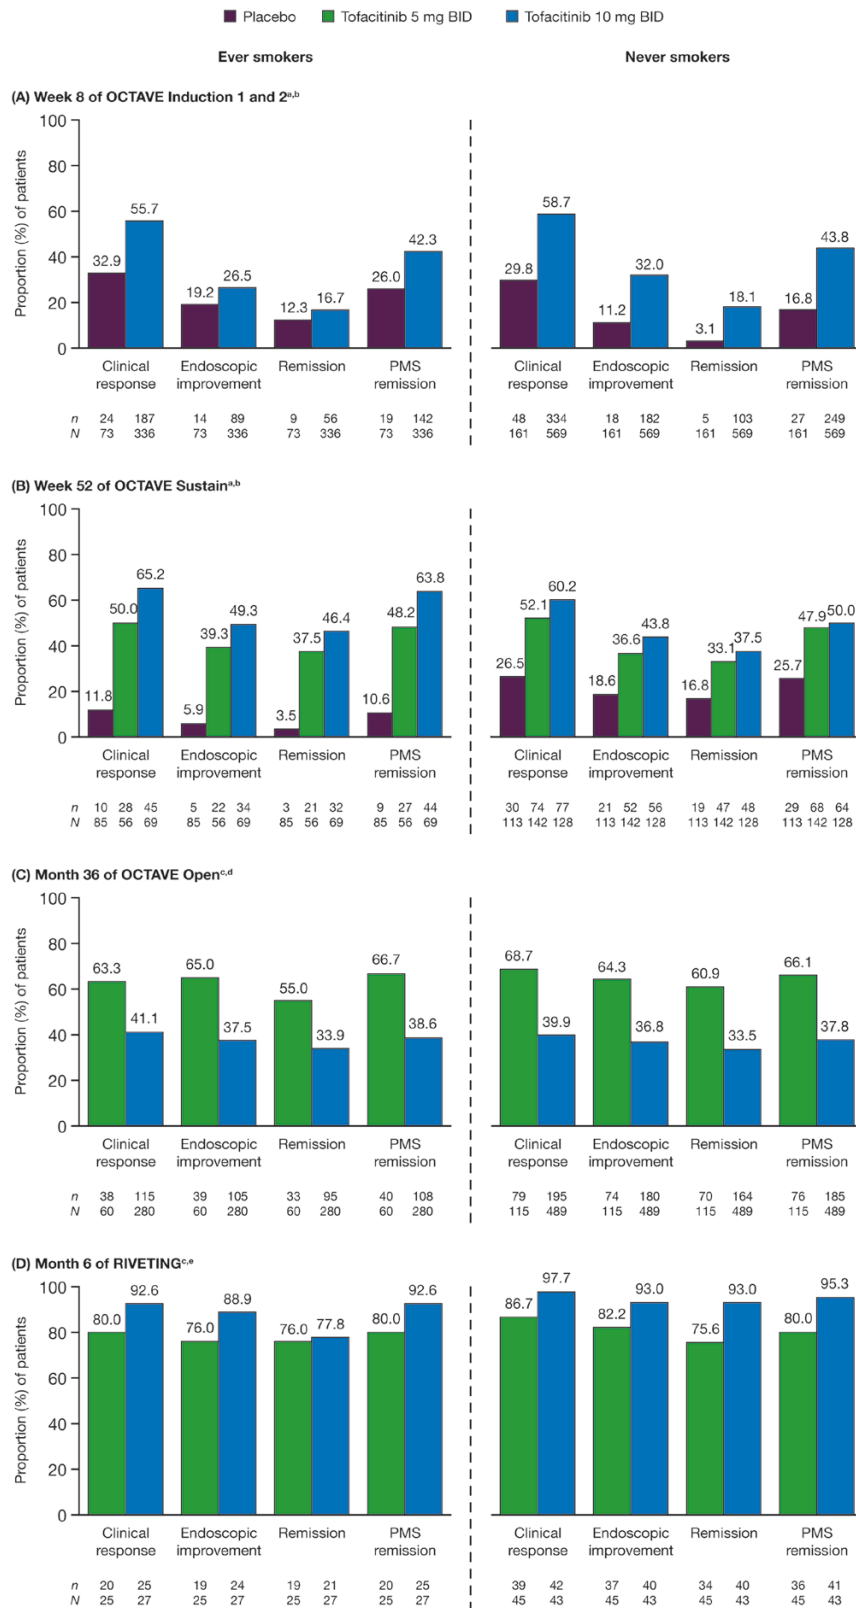 Placebo Tofacitinib 5 mg BID Tofacitinib 10 mg BID
Ever smokers Never smokers
(A) Week 8 of OCTAVE Induction 1 and 2a,b
Proportion (%) of patients
100
80
60
40
20
0
32.9 55.7 19.2 26.5 12.3 16.7 26.0 42.3
29.8 58.7 11.2 32.0 3.1 18.1 16.8 43.8
Clinical response Endoscopic improvement Remission PMS remission
Clinical response Endoscopic improvement Remission PMS remission
n 24 187 14 89 9 56 19 142 48 334 18 182 5 103 27 249
N 73 336 73 336 73 336 73 336 161 569 161 569 161 569 161 569
(B) Week 52 of OCTAVE Sustaina,b
Proportion (%) of patients
100
80
60
40
20
0
11.8 50.0 65.2 5.9 39.3 49.3 3.5 37.5 46.4 10.6 48.2 63.8
26.5 52.1 60.2 18.6 36.6 43.8 16.8 33.1 37.5 25.7 47.9 50.0
Clinical response Endoscopic improvement Remission PMS remission
Clinical response Endoscopic improvement Remission PMS remission
n 10 28 45 5 22 34 3 21 32 9 27 44 30 74 77 21 52 56 19 47 48 29 68 64
N 85 56 69 85 56 69 85 56 69 85 56 69 113 142 128 113 142 128 113 142 128 113 142 128
(C) Month 36 of OCTAVE Openc,d
Proportion (%) of patients
100
80
60
40
20
0
63.3 41.1 65.0 37.5 55.0 33.9 66.7 38.6
68.7 39.9 64.3 36.8 60.9 33.5 66.1 37.8
Clinical response Endoscopic improvement Remission PMS remission
Clinical response Endoscopic improvement Remission PMS remission
n 38 115 39 105 33 95 40 108 79 195 74 180 70 164 76 185
N 60 280 60 280 60 280 60 280 115 489 115 489 115 489 115 489
(D) Month 6 of RIVETINGc,e
Proportion (%) of patients
100
80
60
40
20
0
80.0 92.6 76.0 88.9 76.0 77.8 80.0 92.6
86.7 97.7 82.2 93.0 75.6 93.0 80.0 95.3
Clinical response Endoscopic improvement Remission PMS remission
Clinical response Endoscopic improvement Remission PMS remission
n 20 25 19 24 19 21 20 25 39 42 37 40 34 40 36 41
N 25 27 25 27 25 27 25 27 45 43 45 43 45 43 45 43